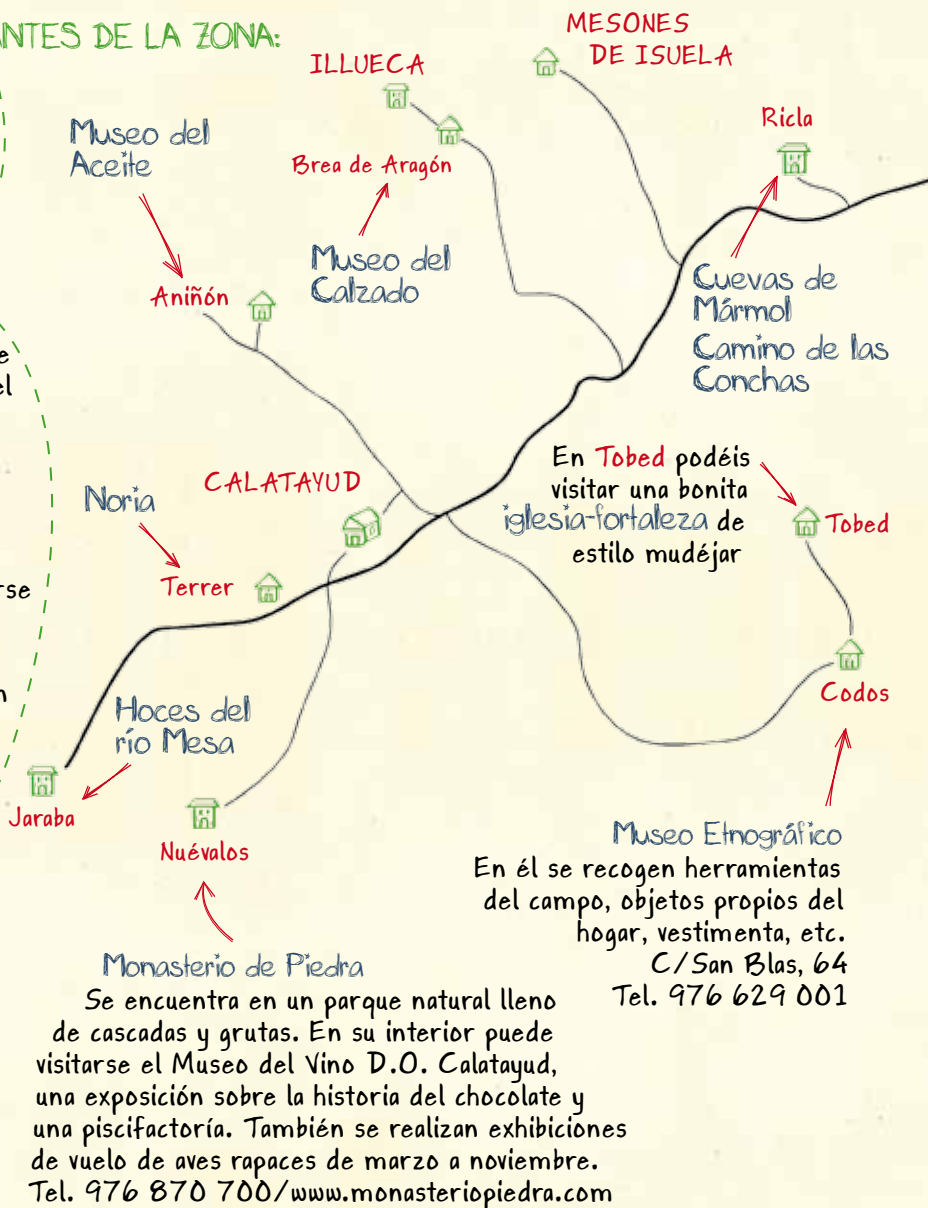 ANTES DE LA ZONA:
MESONES
DE ISUELA
ILLUECA
Ricla
Museo del
Aceite
Brea de Aragón
Museo del
Calzado
Aniñón
Cuevas de
Mármol
Camino de las
Conchas
e
el
CALATAYUD
Noria
En Tobed podéis
visitar una bonita
iglesia-fortaleza de
estilo mudéjar
Tobed
Terrer
rse
n
Codos
Hoces del
río Mesa
Jaraba
Nuévalos
Museo Etnográfico
En él se recogen herramientas
del campo, objetos propios del
hogar, vestimenta, etc.
C/San Blas, 64
Tel. 976 629 001
Monasterio de Piedra
Se encuentra en un parque natural lleno
de cascadas y grutas. En su interior puede
visitarse el Museo del Vino D.O. Calatayud,
una exposición sobre la historia del chocolate y
una piscifactoría. También se realizan exhibiciones
de vuelo de aves rapaces de marzo a noviembre.
Tel. 976 870 700/www.monasteriopiedra.com